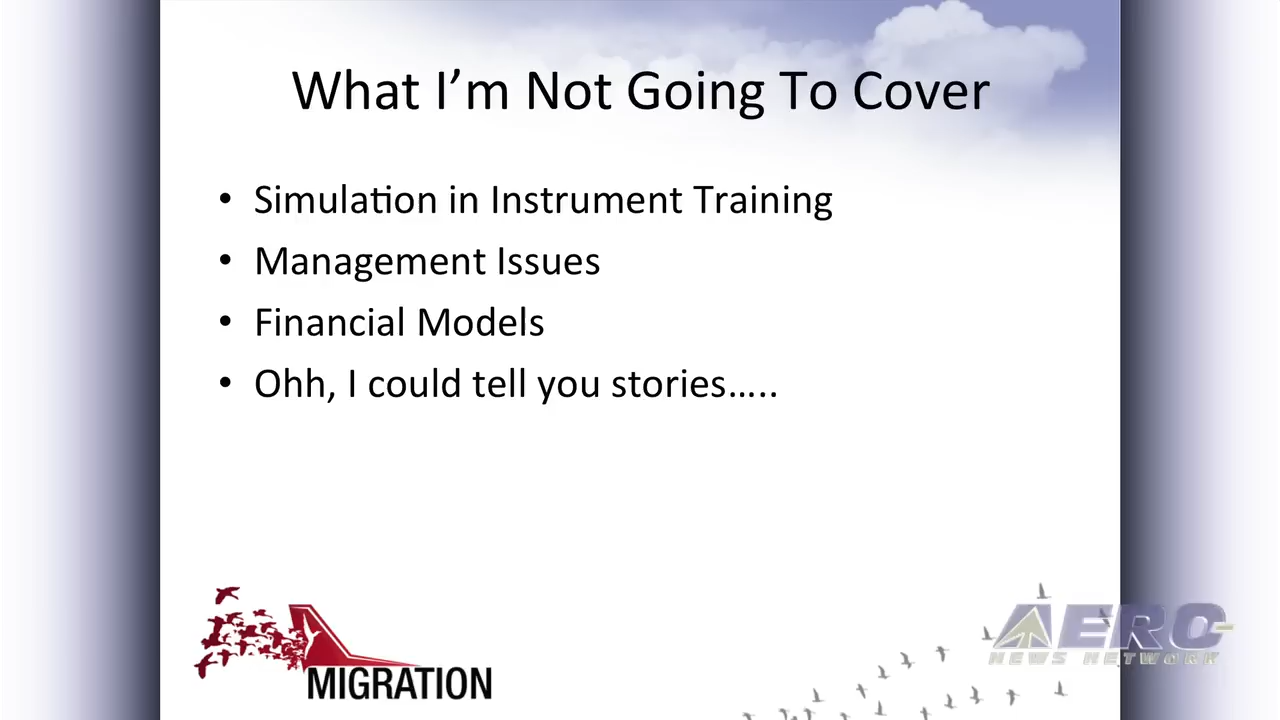 What I’m Not Going To Cover
• Simulation in Instrument Training
• Management Issues
• Financial Models
• Ohh, I could tell you stories.....
MIGRATION
AERO
NEWS NETWORK